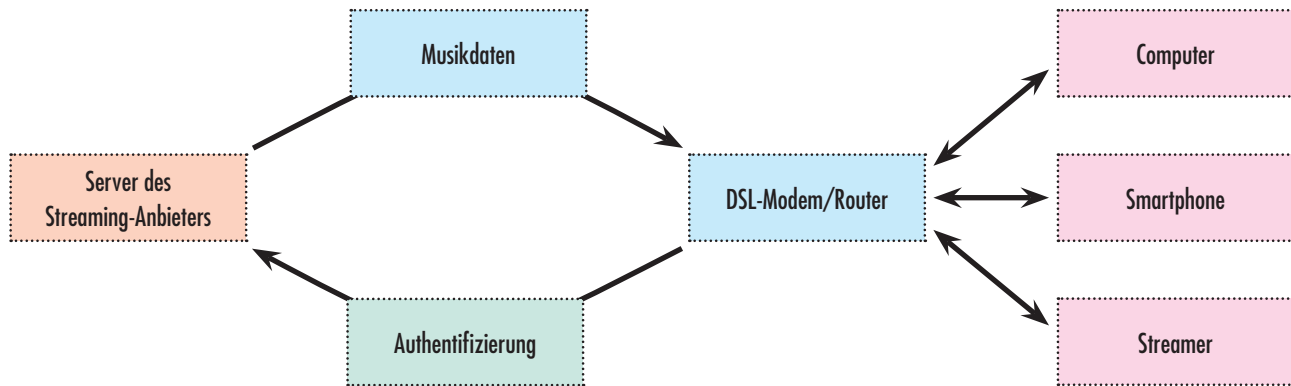 Musikdaten
Computer
Server des
Streaming-Anbieters
DSL-Modem/Router
Smartphone
Authentifizierung
Streamer